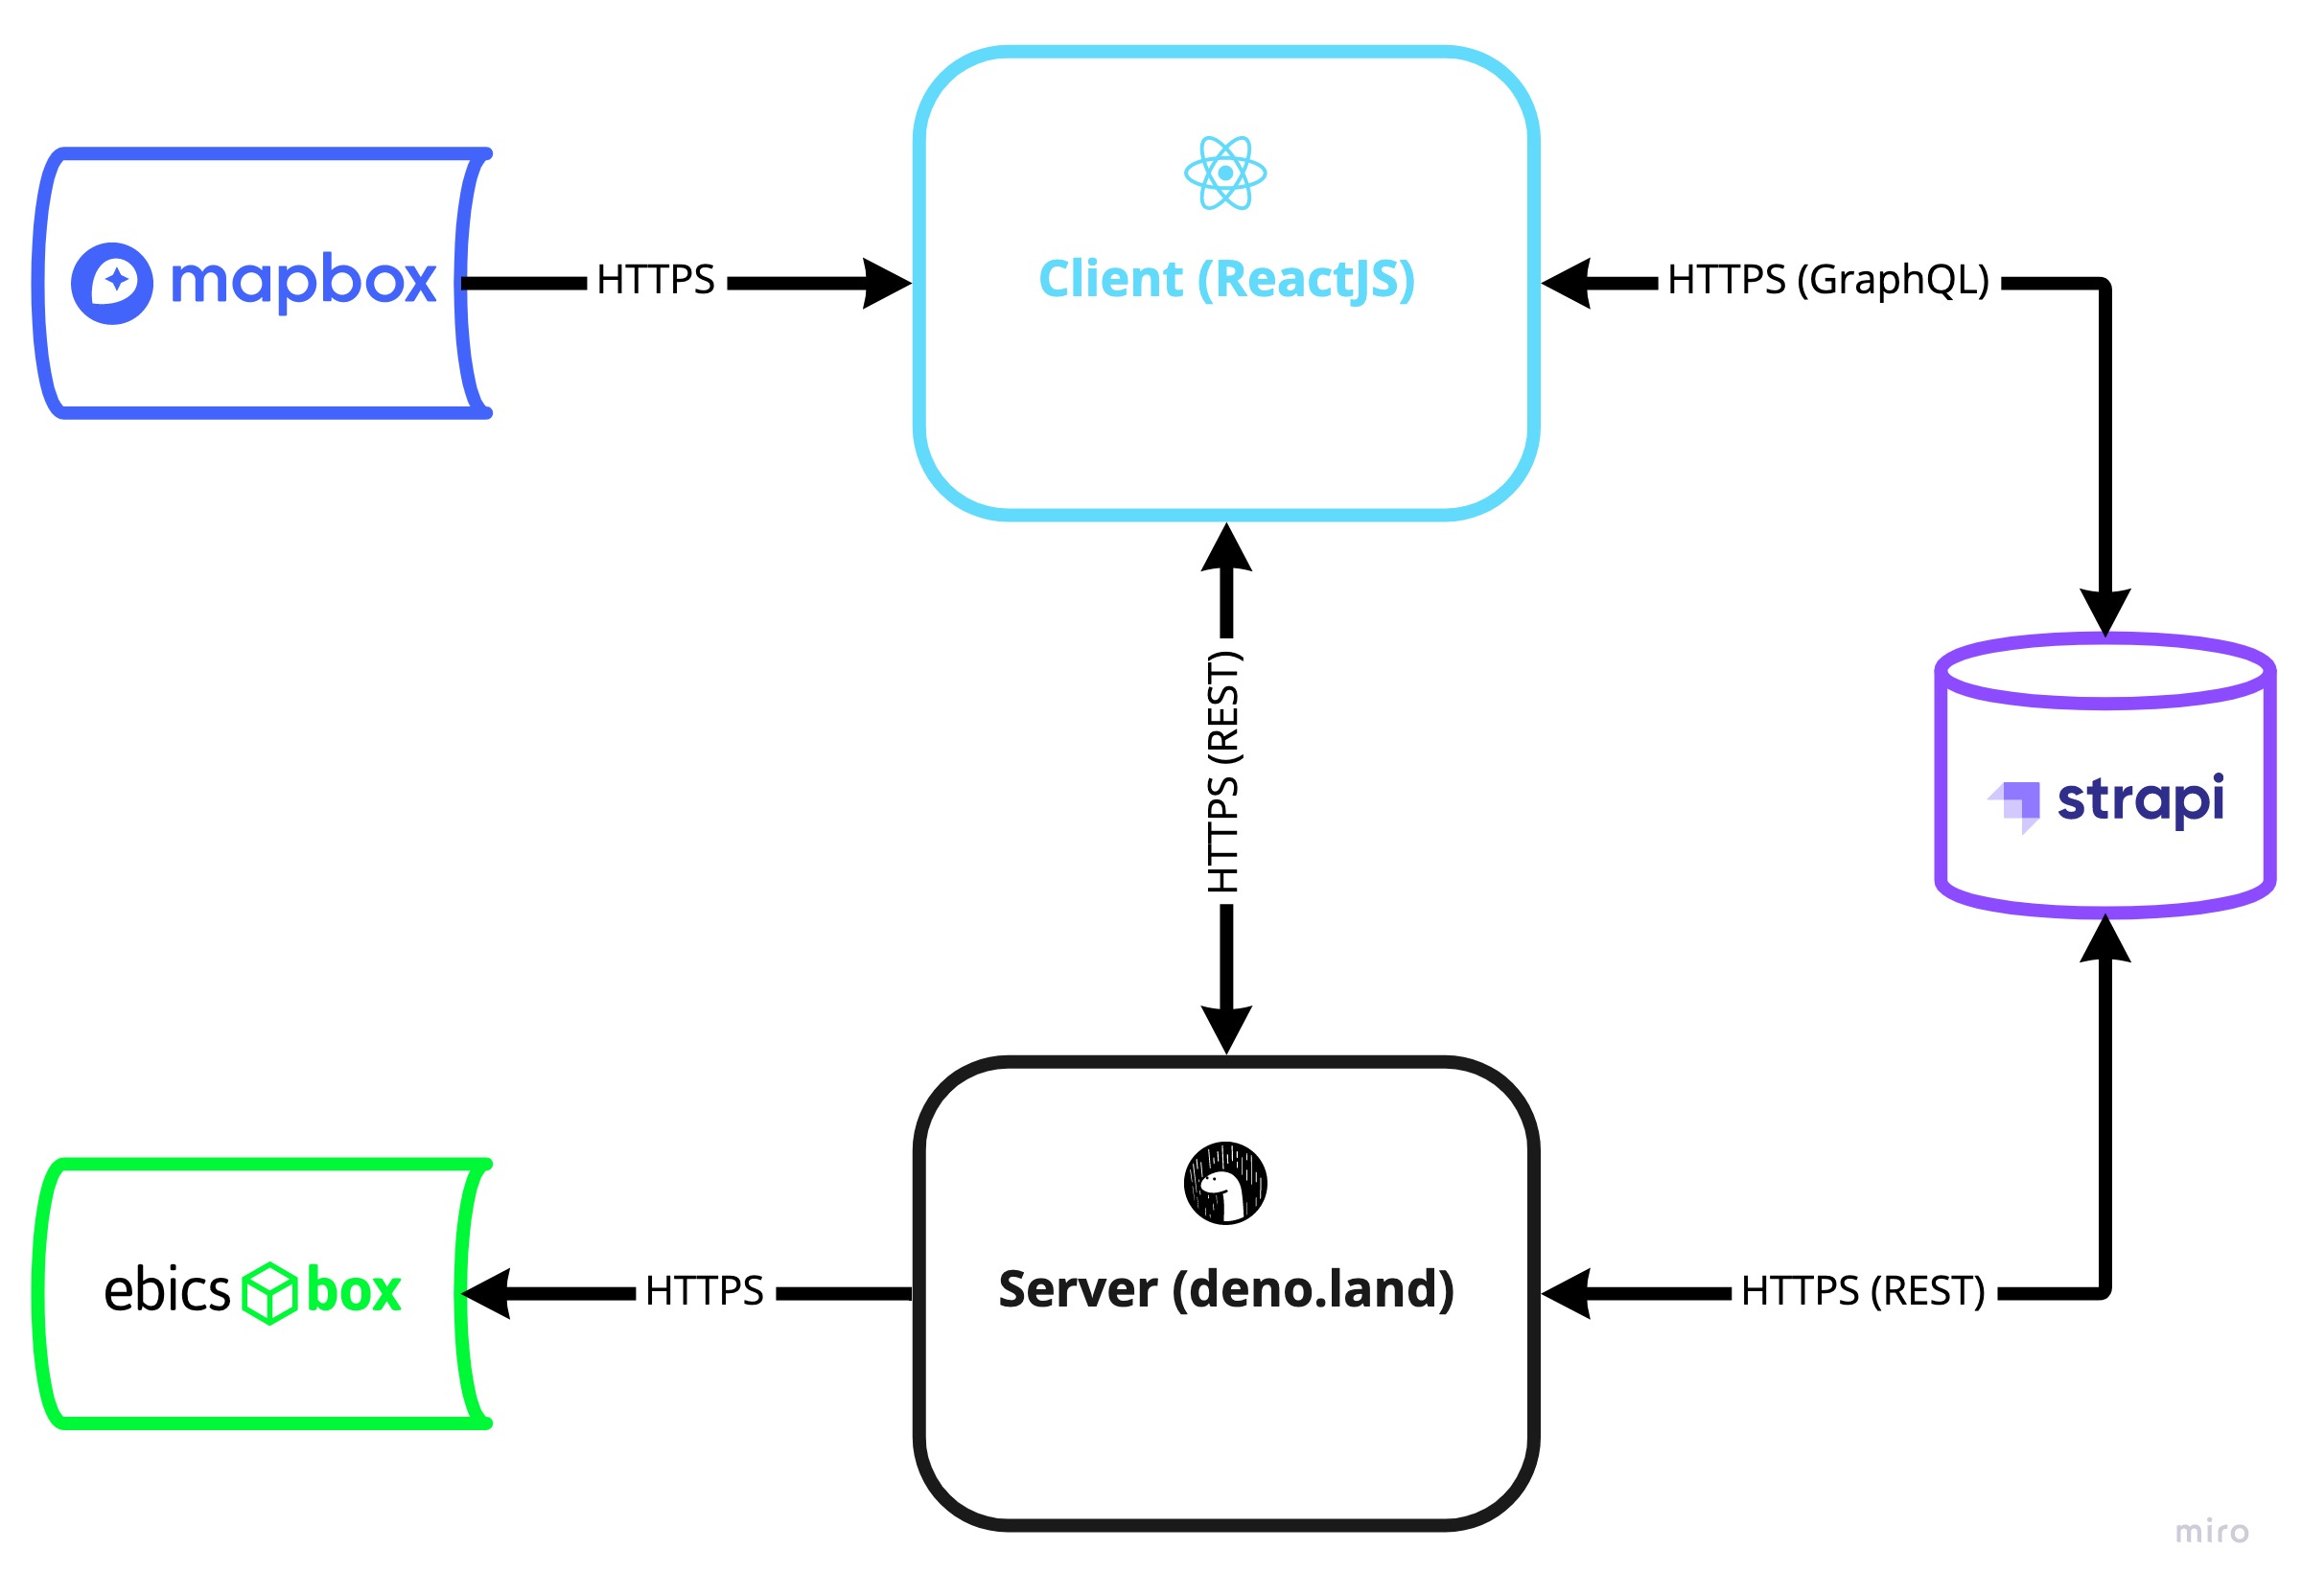 mapbox
HTTPS
Client (ReactJS)
HTTPS (GraphQL)
HTTPS (REST)
strapi
ebics box
HTTPS
Server (deno.land)
HTTPS (REST)
miro